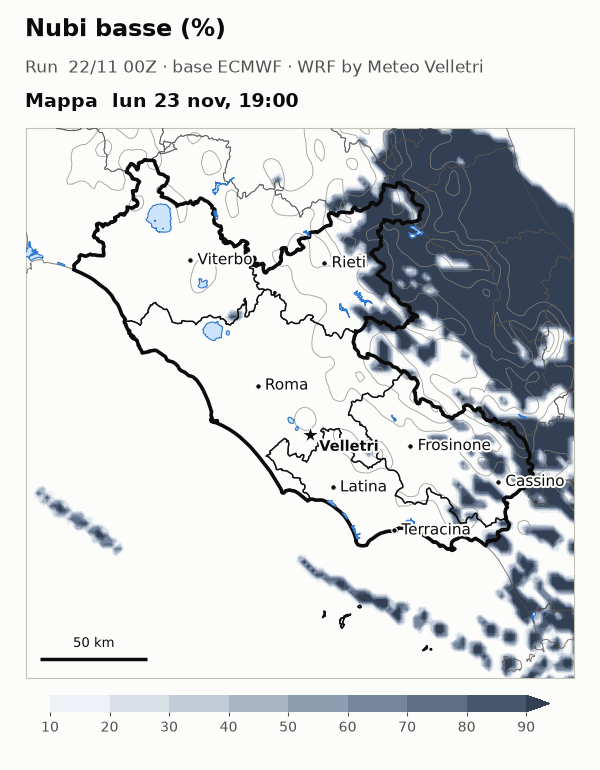 Nubi basse (%)
Run 22/11 00Z · base ECMWF · WRF by Meteo Velletri
Mappa lun 23 nov, 19:00
Viterbo
Rieti
Roma
Velletri
Frosinone
Latina
Cassino
Terracina
50 km
10 20 30 40 50 60 70 80 90